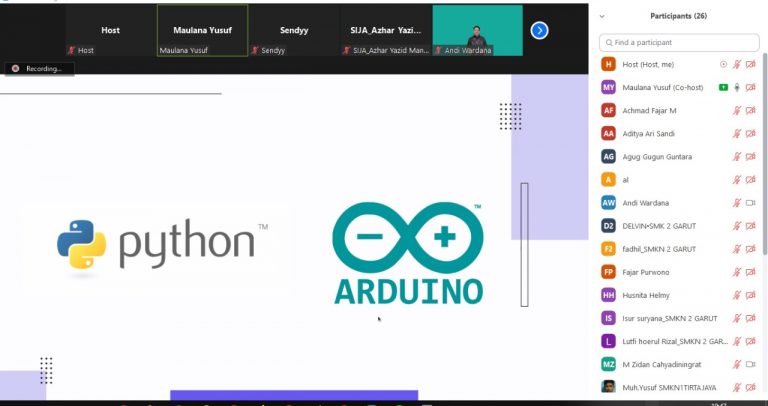 Host
Maulana Yusuf
Sendyy
SIJA_Azhar Yazid Man...
Host
Maulana Yusuf
Sendyy
SIJA_Azhar Yazid Man...
Andi Wardana
Recording...
python™
ARDUINO™
Participants (26)
Find a participant
H Host (Host, me)
MY Maulana Yusuf (Co-host)
AF Achmad Fajar M
AA Aditya Ari Sandi
AG Agug Gugun Guntara
A al
AW Andi Wardana
D2 DELVIN•SMK 2 GARUT
F2 fadhil_SMKN 2 GARUT
FP Fajar Purwono
HH Husnita Helmy
IS Isur suryana_SMKN 2 GARUT
L Lutfi hoerul Rizal_SMKN 2 GAR...
MZ M Zidan Cahyadiningrat
Muh.Yusuf SMKN1TIRTAJAYA